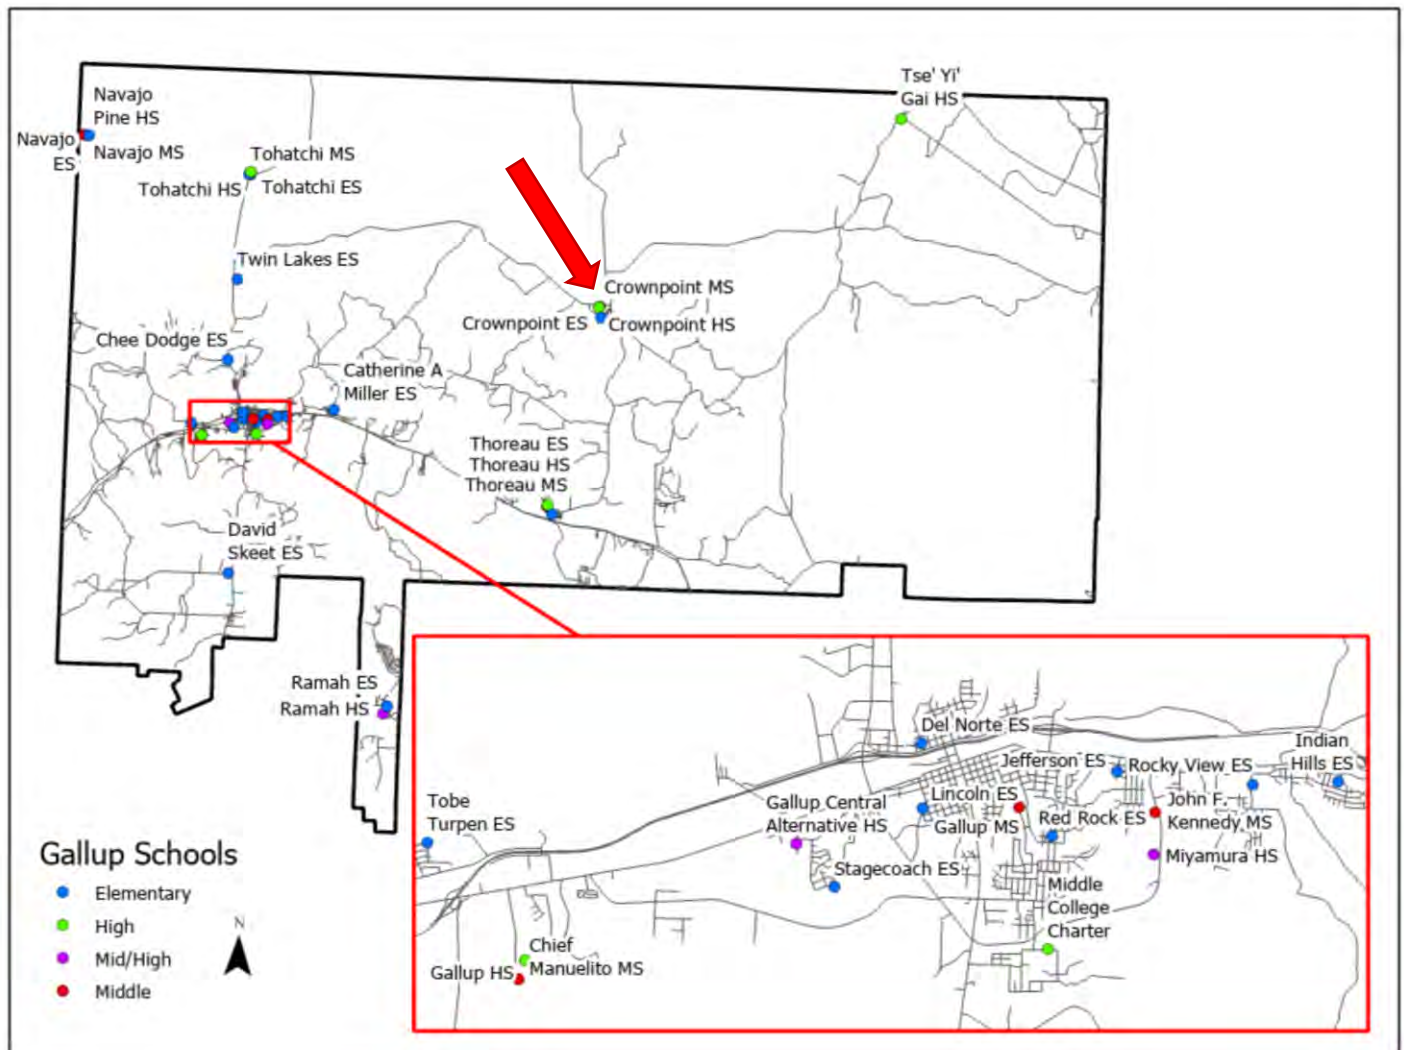 Tse' Yi'
Gai HS
Navajo
Pine HS
Navajo
ES
Navajo MS
Tohatchi MS
Tohatchi HS
Tohatchi ES
Twin Lakes ES
Crownpoint MS
Crownpoint ES
Crownpoint HS
Chee Dodge ES
Catherine A
Miller ES
Thoreau ES
Thoreau HS
Thoreau MS
David
Skeet ES
Ramah ES
Ramah HS
Del Norte ES
Indian
Hills ES
Jefferson ES
Rocky View ES
Tobe
Turpen ES
Gallup Central
Alternative HS
Lincoln ES
Gallup MS
Red Rock ES
John F.
Kennedy MS
Miyamura HS
Stagecoach ES
Middle
College
Charter
Chief
Manuelito MS
Gallup HS
Gallup Schools
Elementary
High
Mid/High
Middle
N